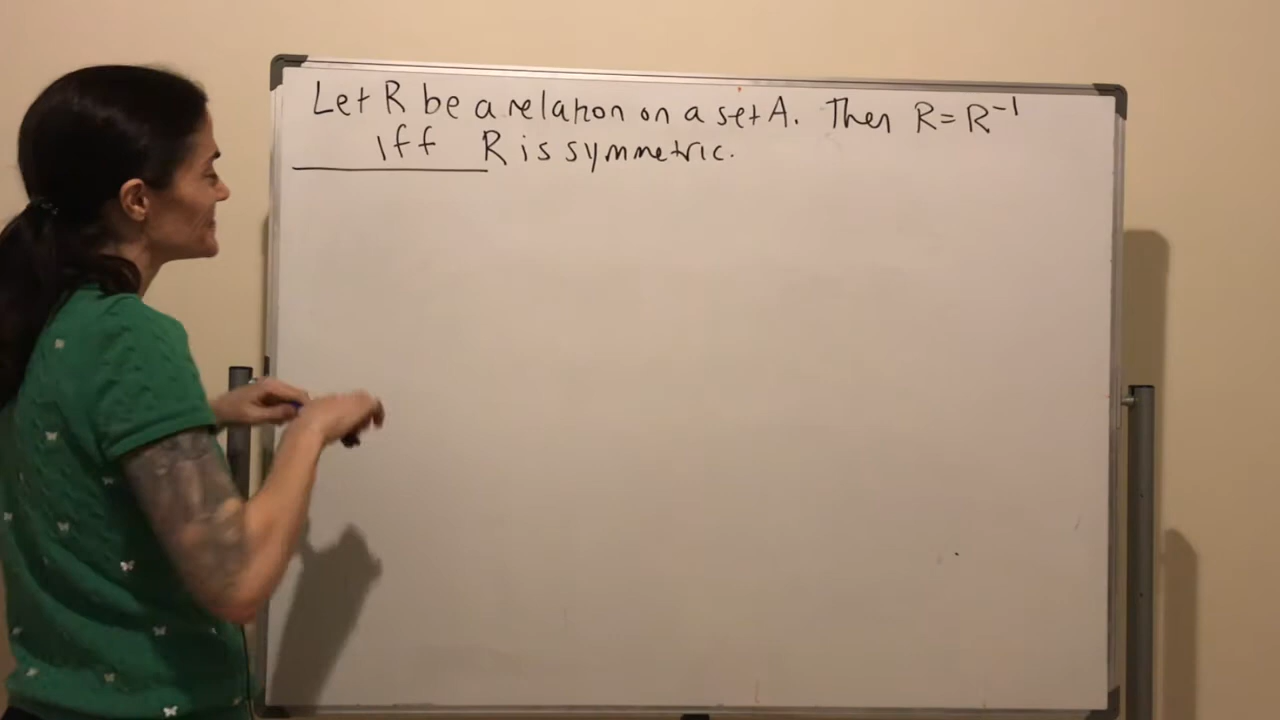 Let R be a relation on a set A. Then R = R⁻¹
iff R is symmetric.